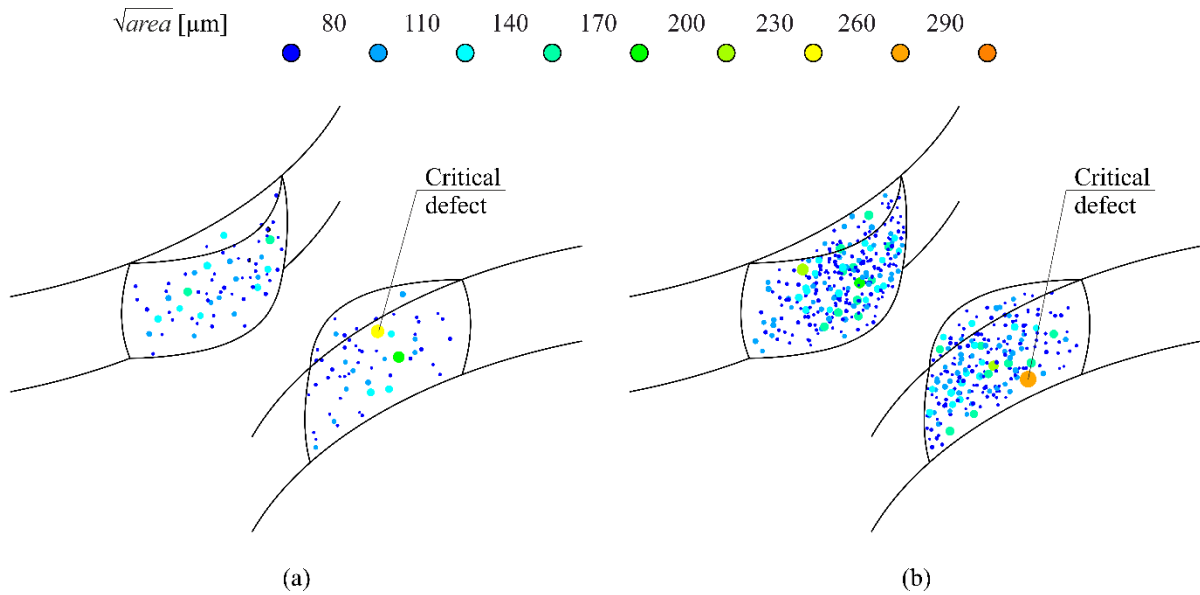 √area [µm] 80 110 140 170 200 230 260 290
Critical
defect
Critical
defect
(a) (b)